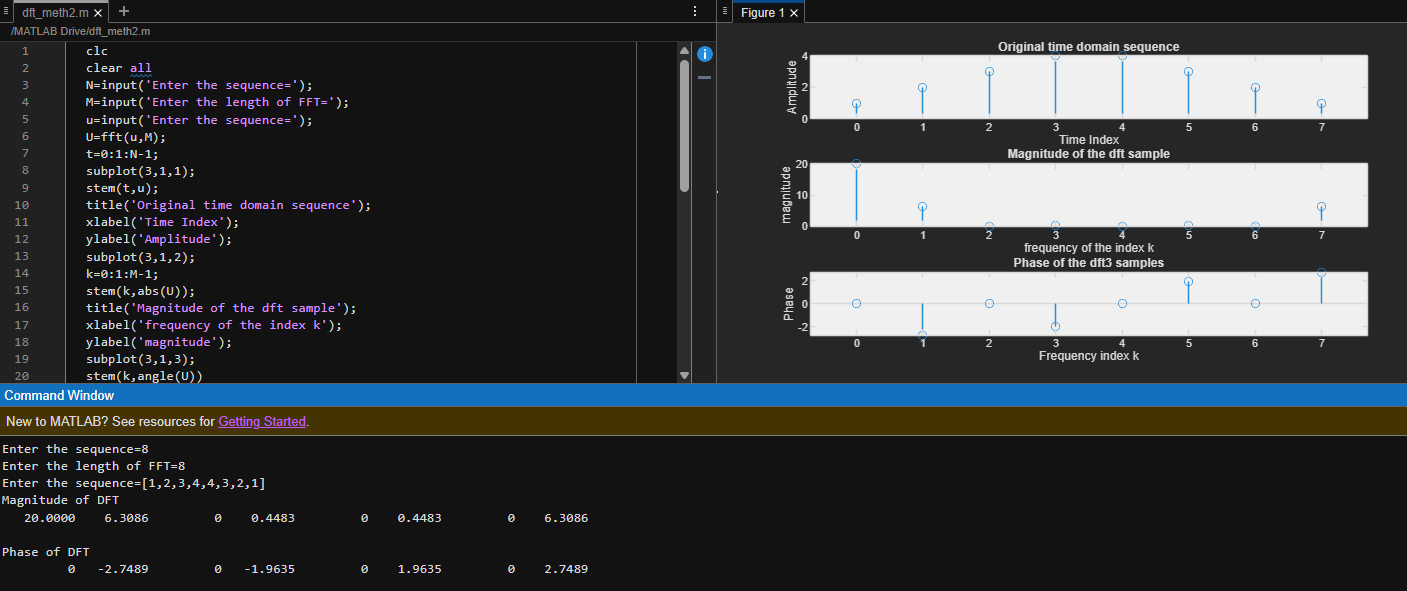 dft_meth2.m × +
/MATLAB Drive/dft_meth2.m
1 clc
2 clear all
3 N=input('Enter the sequence=');
4 M=input('Enter the length of FFT=');
5 u=input('Enter the sequence=');
6 U=fft(u,M);
7 t=0:1:N-1;
8 subplot(3,1,1);
9 stem(t,u);
10 title('Original time domain sequence');
11 xlabel('Time Index');
12 ylabel('Amplitude');
13 subplot(3,1,2);
14 k=0:1:M-1;
15 stem(k,abs(U));
16 title('Magnitude of the dft sample');
17 xlabel('frequency of the index k');
18 ylabel('magnitude');
19 subplot(3,1,3);
20 stem(k,angle(U))
Figure 1 ×
Original time domain sequence
Amplitude
4
2
0
0 1 2 3 4 5 6 7
Time Index
Magnitude of the dft sample
magnitude
20
10
0
0 1 2 3 4 5 6 7
frequency of the index k
Phase of the dft3 samples
Phase
2
0
-2
0 1 2 3 4 5 6 7
Frequency index k
Command Window
New to MATLAB? See resources for Getting Started.
Enter the sequence=8
Enter the length of FFT=8
Enter the sequence=[1,2,3,4,4,3,2,1]
Magnitude of DFT
20.0000 6.3086 0 0.4483 0 0.4483 0 6.3086
Phase of DFT
0 -2.7489 0 -1.9635 0 1.9635 0 2.7489